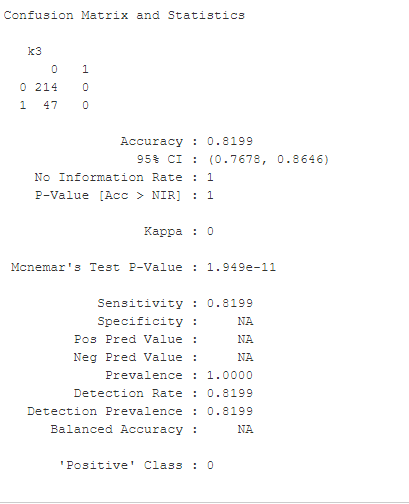 Confusion Matrix and Statistics
k3
0 1
0 214 0
1 47 0
Accuracy : 0.8199
95% CI : (0.7678, 0.8646)
No Information Rate : 1
P-Value [Acc > NIR] : 1
Kappa : 0
Mcnemar's Test P-Value : 1.949e-11
Sensitivity : 0.8199
Specificity : NA
Pos Pred Value : NA
Neg Pred Value : NA
Prevalence : 1.0000
Detection Rate : 0.8199
Detection Prevalence : 0.8199
Balanced Accuracy : NA
'Positive' Class : 0